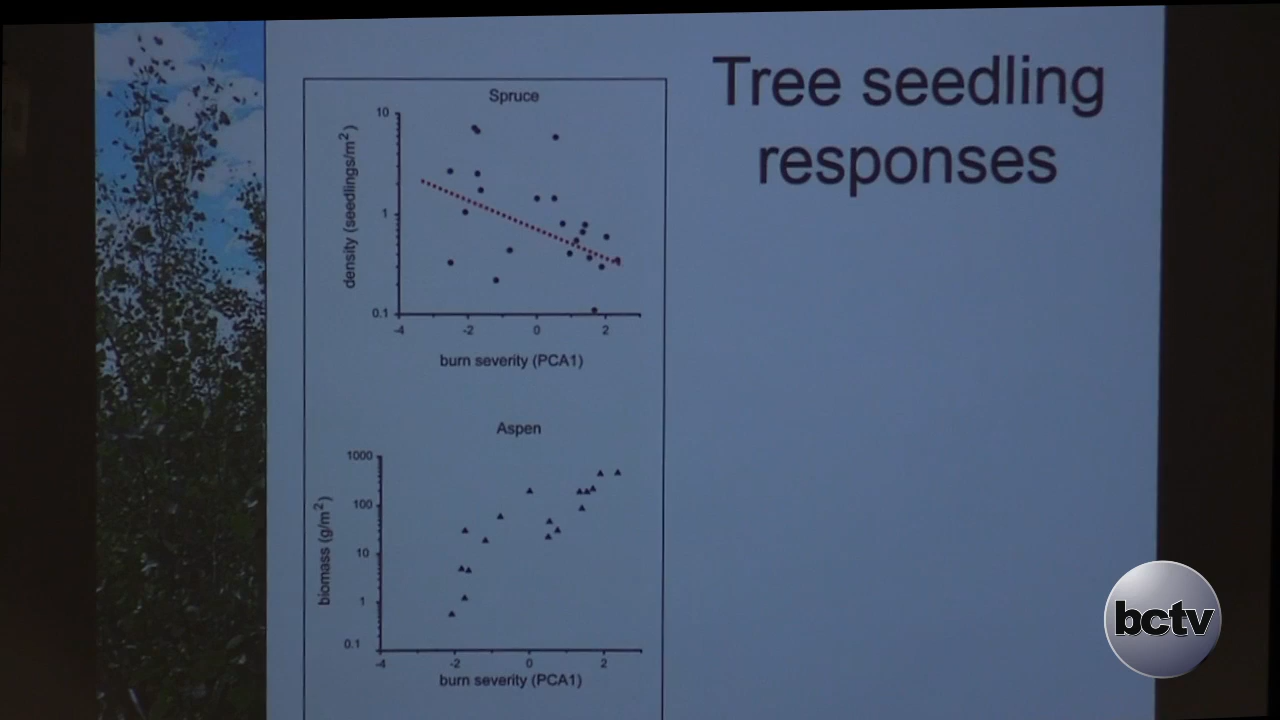 Tree seedling
responses
Spruce
10
1
0.1
density (seedlings/m²)
-4 -2 0 2
burn severity (PCA1)
Aspen
1000
100
10
1
0.1
biomass (g/m²)
-4 -2 0 2
burn severity (PCA1)
bctv